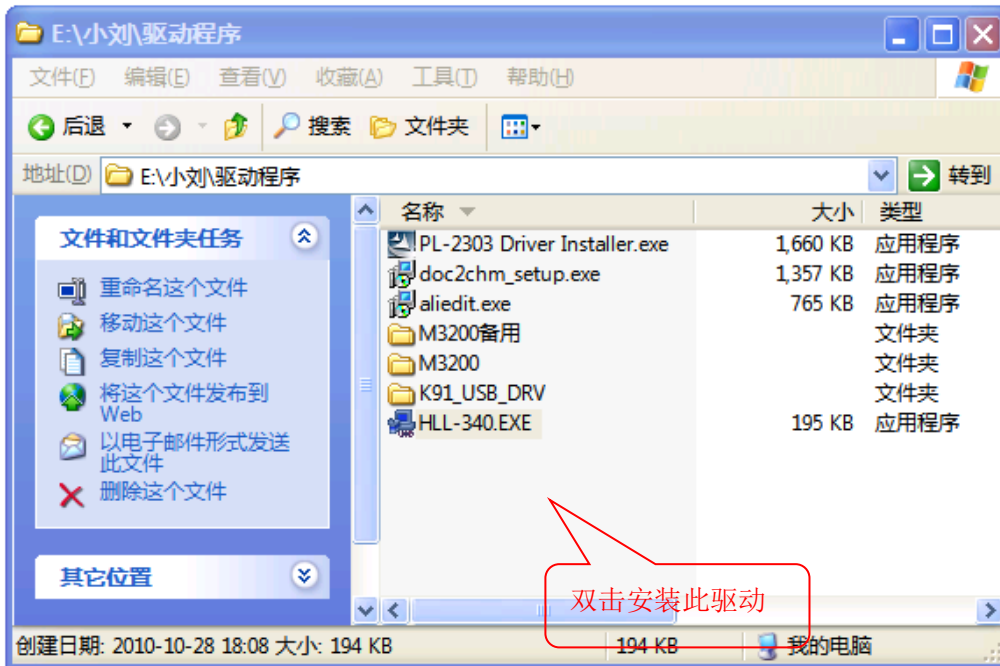 E:\小刘\驱动程序
文件(F) 编辑(E) 查看(V) 收藏(A) 工具(T) 帮助(H)
后退 搜索 文件夹
地址(D) E:\小刘\驱动程序 转到
名称 大小 类型
文件和文件夹任务
重命名这个文件
移动这个文件
复制这个文件
将这个文件发布到
Web
以电子邮件形式发送
此文件
删除这个文件
其它位置
PL-2303 Driver Installer.exe 1,660 KB 应用程序
doc2chm_setup.exe 1,357 KB 应用程序
aliedit.exe 765 KB 应用程序
M3200备用 文件夹
M3200 文件夹
K91_USB_DRV 文件夹
HLL-340.EXE 195 KB 应用程序
双击安装此驱动
创建日期: 2010-10-28 18:08 大小: 194 KB 194 KB 我的电脑